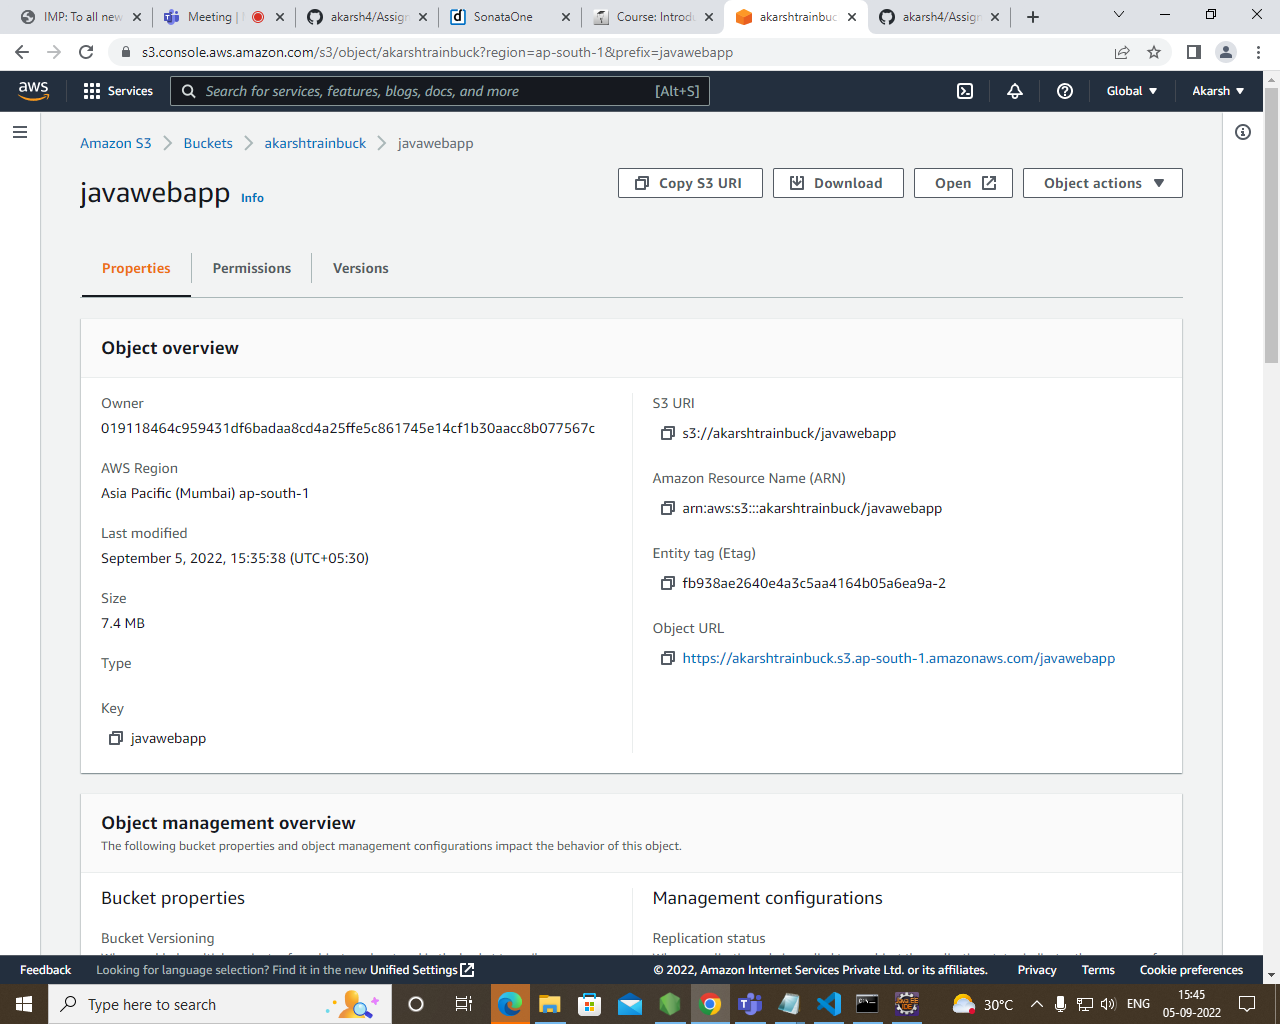 IMP: To all new
Meeting |
akarsh4/Assign
SonataOne
Course: Introdu
akarshtrainbuc
akarsh4/Assign
s3.console.aws.amazon.com/s3/object/akarshtrainbuck?region=ap-south-1&prefix=javawebapp
aws
Services
Search for services, features, blogs, docs, and more
[Alt+S]
Global
Akarsh
Amazon S3
Buckets
akarshtrainbuck
javawebapp
javawebapp
Info
Copy S3 URI
Download
Open
Object actions
Properties
Permissions
Versions
Object overview
Owner
019118464c959431df6badaa8cd4a25ffe5c861745e14cf1b30aacc8b077567c
AWS Region
Asia Pacific (Mumbai) ap-south-1
Last modified
September 5, 2022, 15:35:38 (UTC+05:30)
Size
7.4 MB
Type
Key
javawebapp
S3 URI
s3://akarshtrainbuck/javawebapp
Amazon Resource Name (ARN)
arn:aws:s3:::akarshtrainbuck/javawebapp
Entity tag (Etag)
fb938ae2640e4a3c5aa4164b05a6ea9a-2
Object URL
https://akarshtrainbuck.s3.ap-south-1.amazonaws.com/javawebapp
Object management overview
The following bucket properties and object management configurations impact the behavior of this object.
Bucket properties
Bucket Versioning
Management configurations
Replication status
Feedback
Looking for language selection? Find it in the new Unified Settings
© 2022, Amazon Internet Services Private Ltd. or its affiliates.
Privacy
Terms
Cookie preferences
Type here to search
30°C
ENG
15:45
05-09-2022